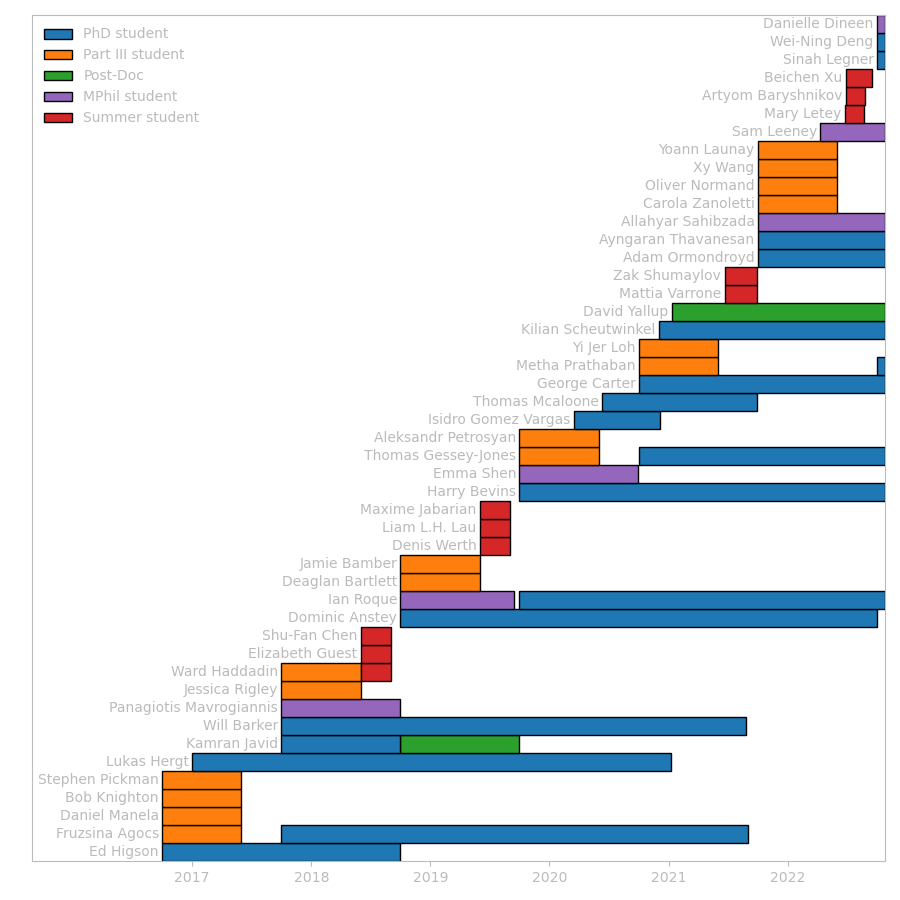 PhD student
Part III student
Post-Doc
MPhil student
Summer student
Danielle Dineen
Wei-Ning Deng
Sinah Legner
Beichen Xu
Artyom Baryshnikov
Mary Letey
Sam Leeney
Yoann Launay
Xy Wang
Oliver Normand
Carola Zanoletti
Allahyar Sahibzada
Ayngaran Thavanesan
Adam Ormondroyd
Zak Shumaylov
Mattia Varrone
David Yallup
Kilian Scheutwinkel
Yi Jer Loh
Metha Prathaban
George Carter
Thomas Mcaloone
Isidro Gomez Vargas
Aleksandr Petrosyan
Thomas Gessey-Jones
Emma Shen
Harry Bevins
Maxime Jabarian
Liam L.H. Lau
Denis Werth
Jamie Bamber
Deaglan Bartlett
Ian Roque
Dominic Anstey
Shu-Fan Chen
Elizabeth Guest
Ward Haddadin
Jessica Rigley
Panagiotis Mavrogiannis
Will Barker
Kamran Javid
Lukas Hergt
Stephen Pickman
Bob Knighton
Daniel Manela
Fruzsina Agocs
Ed Higson
2017 2018 2019 2020 2021 2022